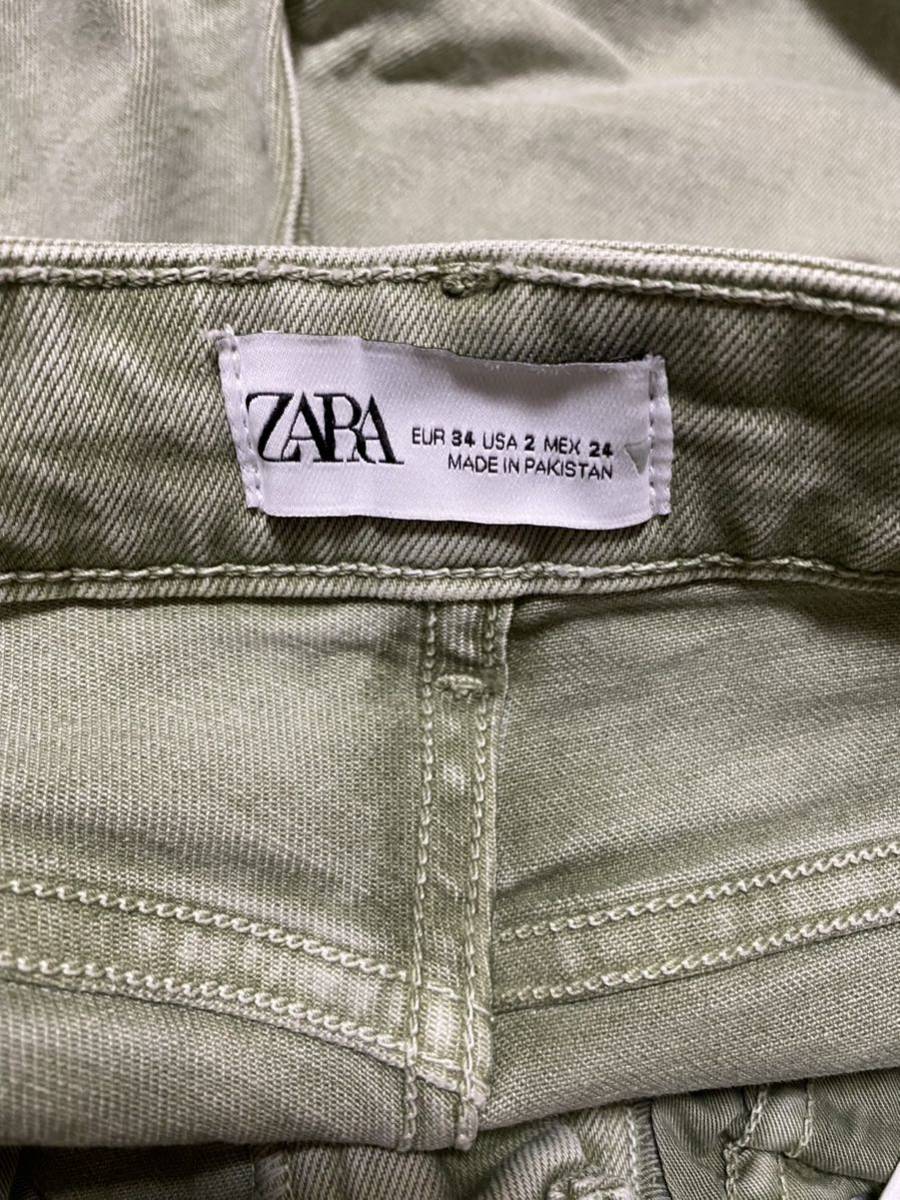 ZARA
EUR 34 USA 2 MEX 24
MADE IN PAKISTAN